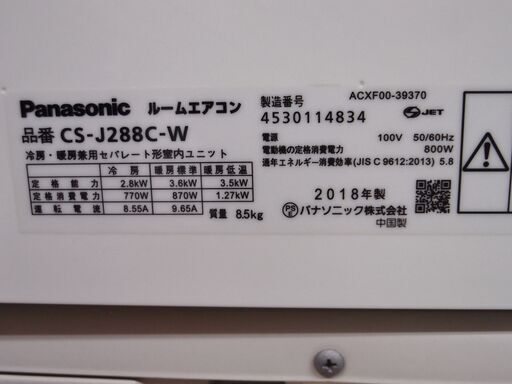 ACXF00-39370
Panasonic ルームエアコン
製造番号
4530114834
JET
品番 CS-J288C-W
電源 100V 50/60Hz
電動機の定格消費電力 800W
冷房・暖房兼用セパレート形室内ユニット
通年エネルギー消費効率(JIS C 9612:2013) 5.8
冷房 暖房標準 暖房低温
定格能力 2.8kW 3.6kW 3.5kW
定格消費電力 770W 870W 1.27kW
運転電流 8.55A 9.65A
質量 8.5kg
2018年製
PSE パナソニック株式会社
中国製